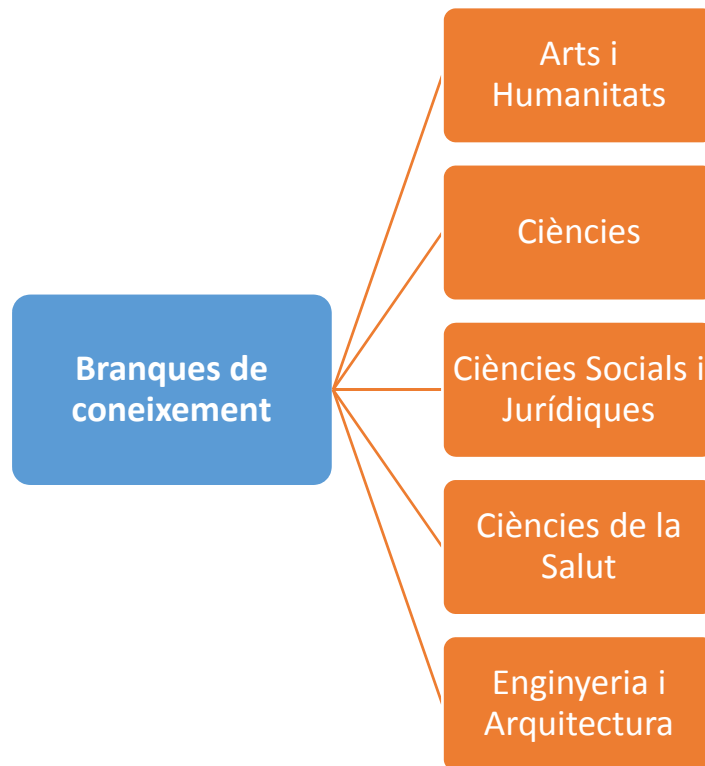 Branques de
coneixement
Arts i
Humanitats
Ciències
Ciències Socials i
Jurídiques
Ciències de la
Salut
Enginyeria i
Arquitectura